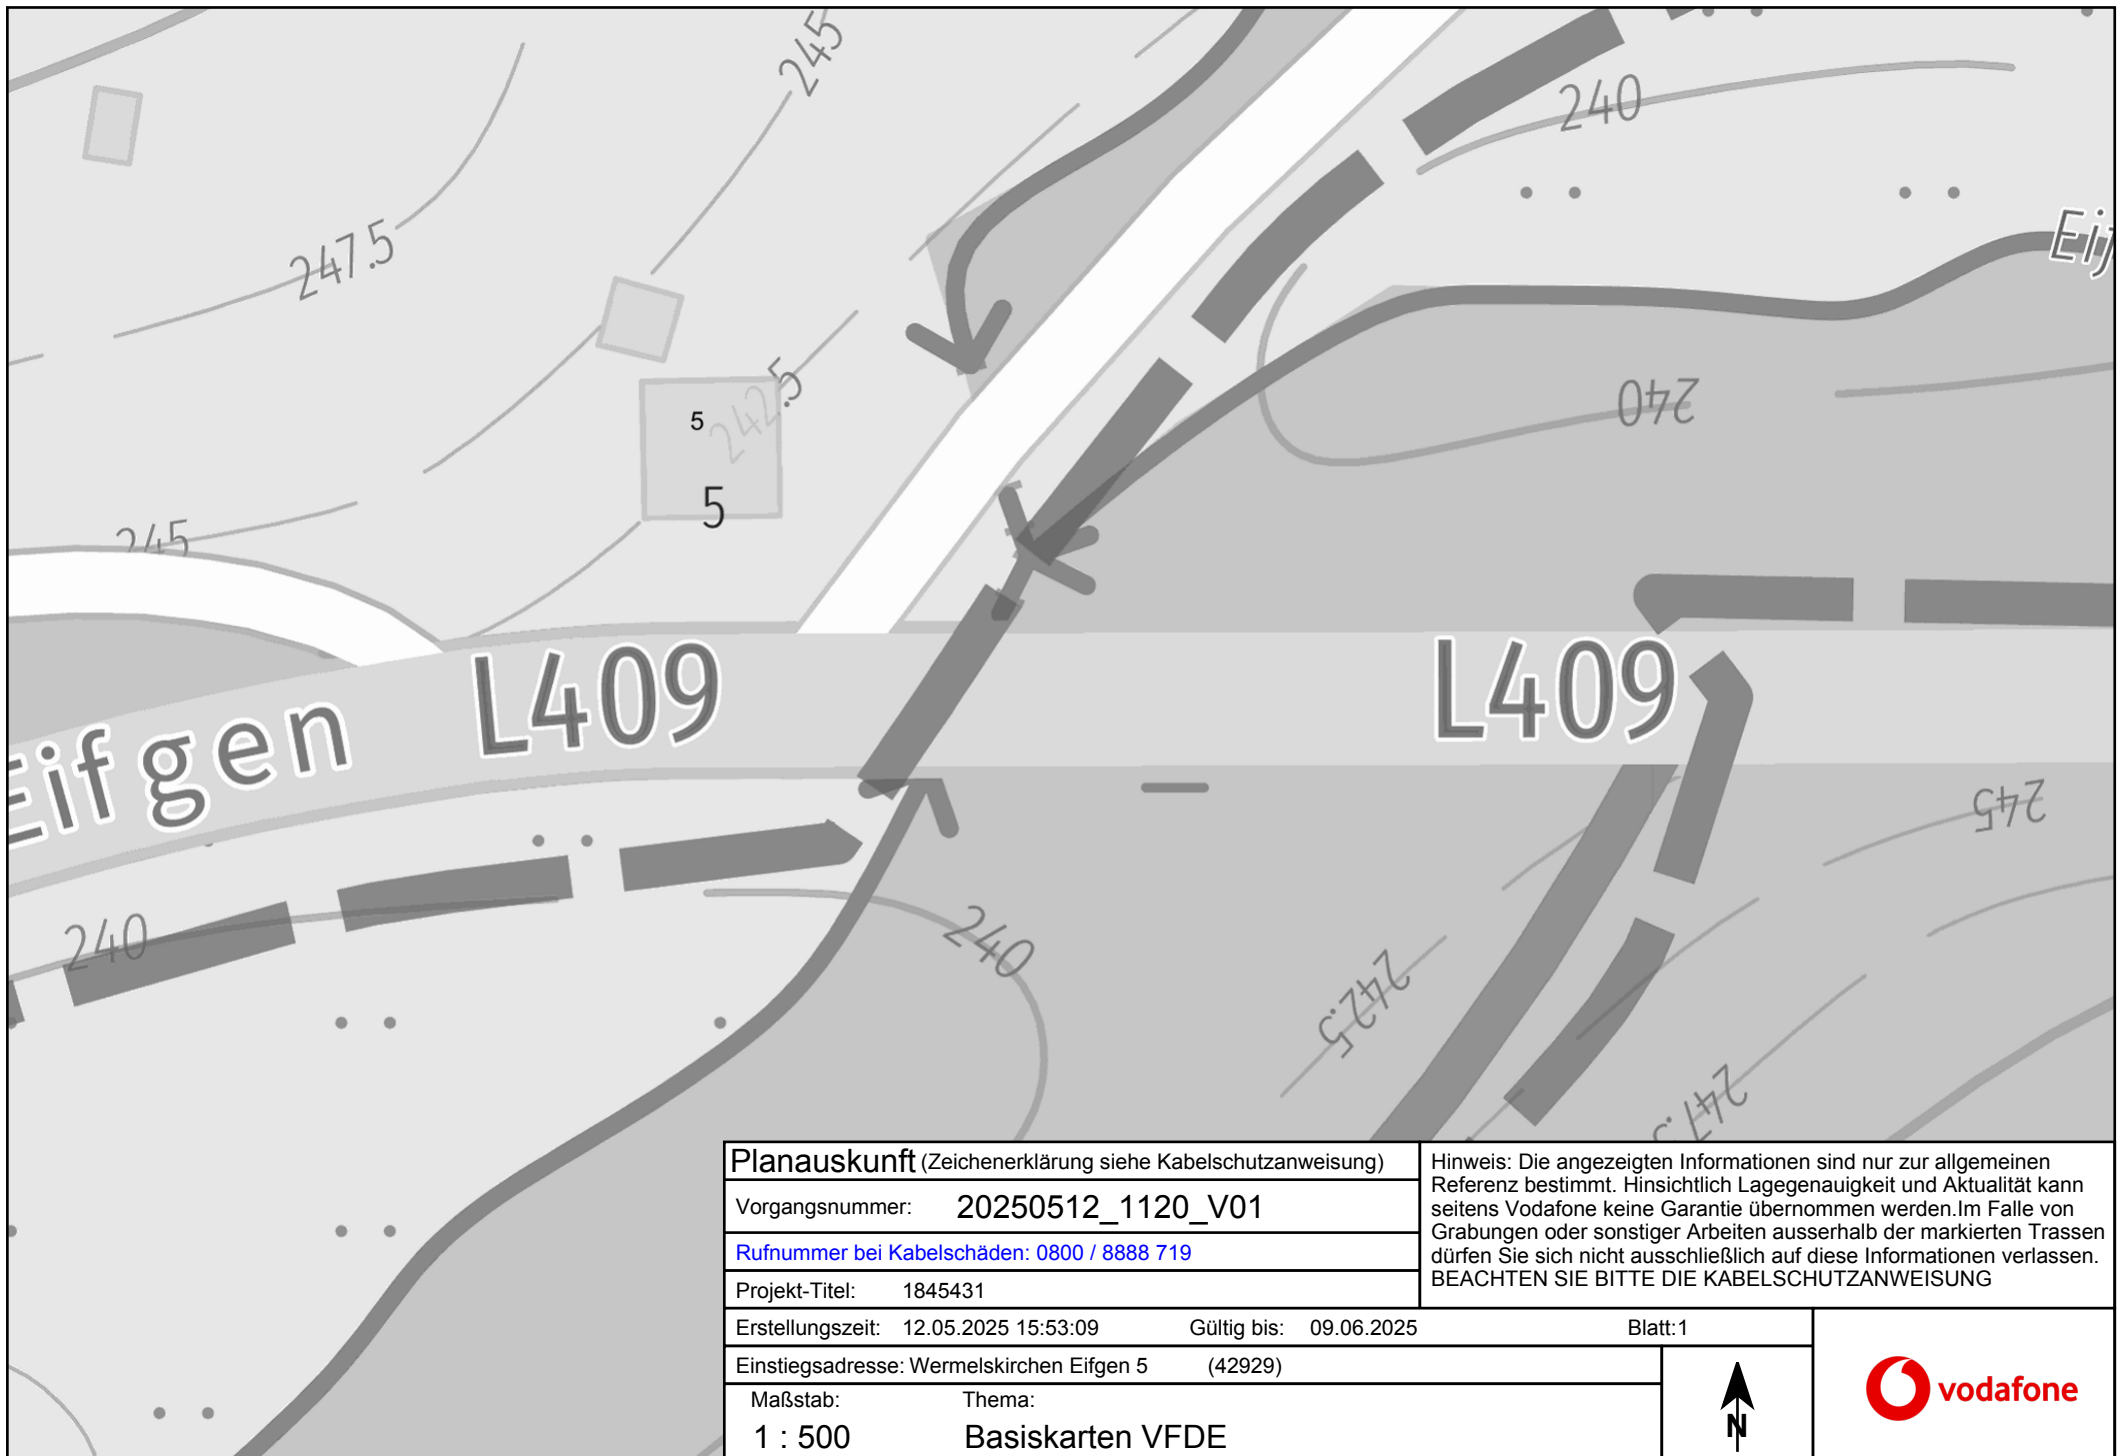 245
240
247.5
242.5
5
5
240
245
L409
L409
Eifgen
245
240
240
242.5
Planauskunft (Zeichenerklärung siehe Kabelschutzanweisung)
Vorgangsnummer: 20250512_1120_V01
Rufnummer bei Kabelschäden: 0800 / 8888 719
Projekt-Titel: 1845431
Hinweis: Die angezeigten Informationen sind nur zur allgemeinen
Referenz bestimmt. Hinsichtlich Lagegenauigkeit und Aktualität kann
seitens Vodafone keine Garantie übernommen werden.Im Falle von
Grabungen oder sonstiger Arbeiten ausserhalb der markierten Trassen
dürfen Sie sich nicht ausschließlich auf diese Informationen verlassen.
BEACHTEN SIE BITTE DIE KABELSCHUTZANWEISUNG
Erstellungszeit: 12.05.2025 15:53:09 Gültig bis: 09.06.2025 Blatt:1
Einstiegsadresse: Wermelskirchen Eifgen 5 (42929)
Maßstab: Thema:
1 : 500 Basiskarten VFDE
N
vodafone